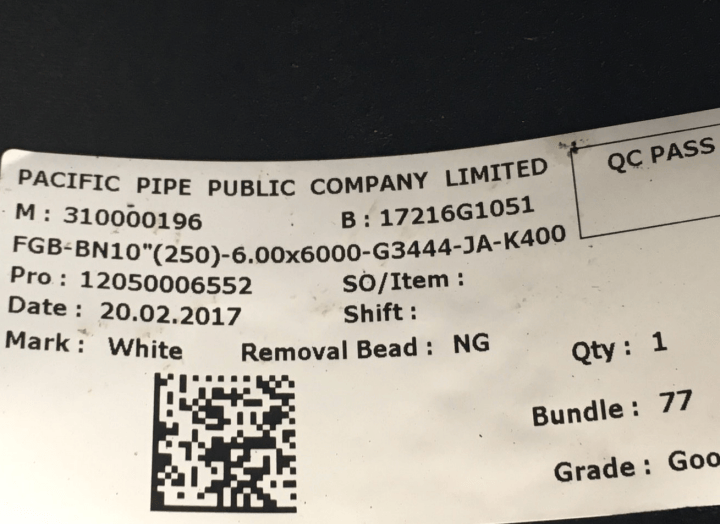 PACIFIC PIPE PUBLIC COMPANY LIMITED
QC PASS
M : 310000196 B : 17216G1051
FGB-BN10"(250)-6.00x6000-G3444-JA-K400
Pro : 12050006552 SO/Item :
Date : 20.02.2017 Shift :
Mark : White Removal Bead : NG Qty : 1
Bundle : 77
Grade : Goo